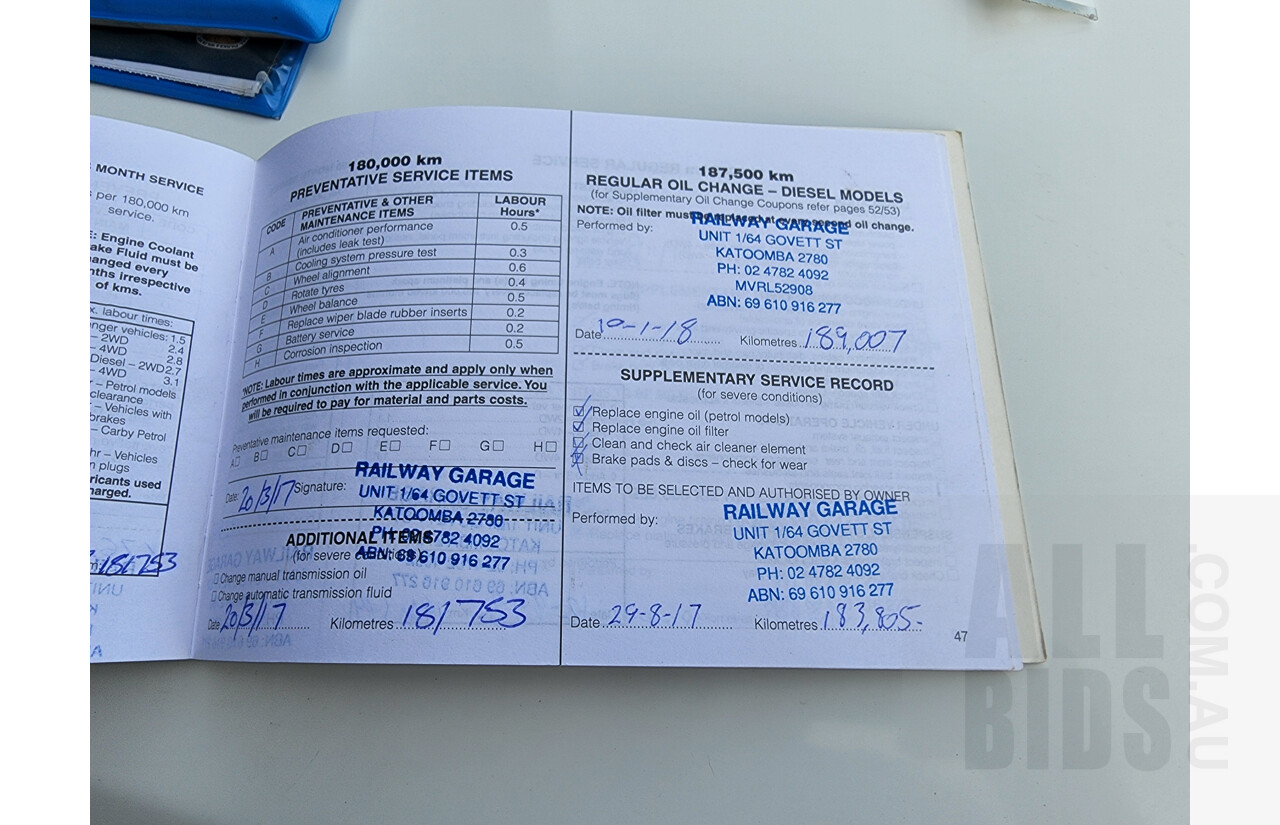 MONTH SERVICE
s per 180,000 km
service.
E: Engine Coolant
ake Fluid must be
anged every
nths irrespective
of kms.
x. labour times:
nger vehicles: 1.5
– 2WD 2.4
– 4WD 2.8
Diesel – 2WD 2.7
– 4WD 3.1
r – Petrol models
clearance
– Vehicles with
brakes
– Carby Petrol
hr – Vehicles
n plugs
ricants used
harged.
181753
180,000 km
PREVENTATIVE SERVICE ITEMS
CODE PREVENTATIVE & OTHER MAINTENANCE ITEMS LABOUR Hours*
A Air conditioner performance (includes leak test) 0.5
B Cooling system pressure test 0.3
C Wheel alignment 0.6
D Rotate tyres 0.4
E Wheel balance 0.5
F Replace wiper blade rubber inserts 0.2
G Battery service 0.2
H Corrosion inspection 0.5
*NOTE: Labour times are approximate and apply only when
performed in conjunction with the applicable service. You
will be required to pay for material and parts costs.
Preventative maintenance items requested:
A□ B□ C□ D□ E□ F□ G□ H□
RAILWAY GARAGE
UNIT 1/64 GOVETT ST
KATOOMBA 2780
PH: 02 4782 4092
ABN: 69 610 916 277
Date: 20/3/17 Signature:
ADDITIONAL ITEMS
(for severe conditions)
□ Change manual transmission oil
□ Change automatic transmission fluid
Date 20/3/17 Kilometres 181753
187,500 km
REGULAR OIL CHANGE – DIESEL MODELS
(for Supplementary Oil Change Coupons refer pages 52/53)
NOTE: Oil filter must be replaced at every second oil change.
Performed by:
RAILWAY GARAGE
UNIT 1/64 GOVETT ST
KATOOMBA 2780
PH: 02 4782 4092
MVRL52908
ABN: 69 610 916 277
Date 10-1-18 Kilometres 189,007
SUPPLEMENTARY SERVICE RECORD
(for severe conditions)
Replace engine oil (petrol models)
Replace engine oil filter
Clean and check air cleaner element
Brake pads & discs – check for wear
ITEMS TO BE SELECTED AND AUTHORISED BY OWNER
Performed by:
RAILWAY GARAGE
UNIT 1/64 GOVETT ST
KATOOMBA 2780
PH: 02 4782 4092
ABN: 69 610 916 277
Date 29-8-17 Kilometres 183,805-
47
ALL
BIDS
.COM.AU